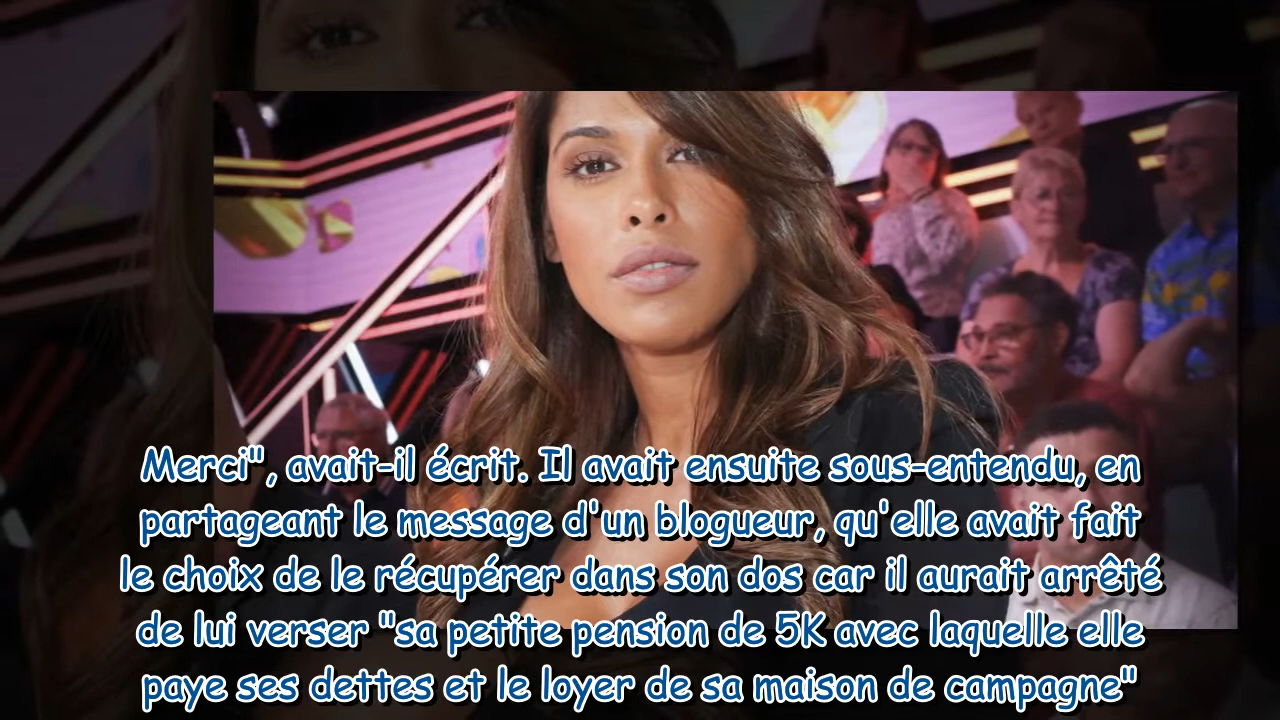 Merci", avait-il écrit. Il avait ensuite sous-entendu, en
partageant le message d'un blogueur, qu'elle avait fait
le choix de le récupérer dans son dos car il aurait arrêté
de lui verser "sa petite pension de 5K avec laquelle elle
paye ses dettes et le loyer de sa maison de campagne"